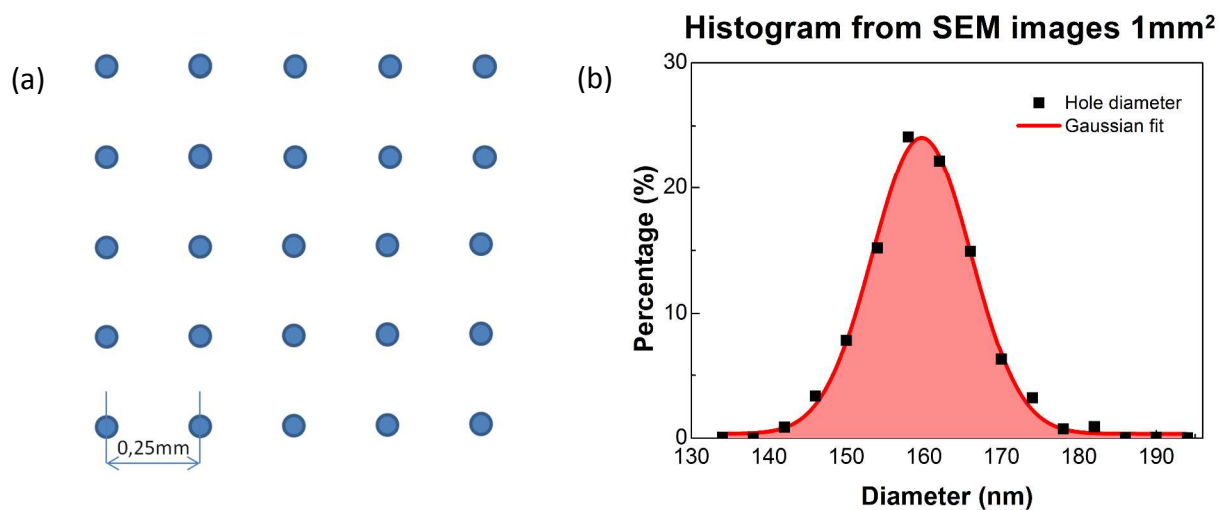 (a)
0,25mm
(b)
Histogram from SEM images 1mm²
Percentage (%)
30
20
10
0
Hole diameter
Gaussian fit
130 140 150 160 170 180 190
Diameter (nm)